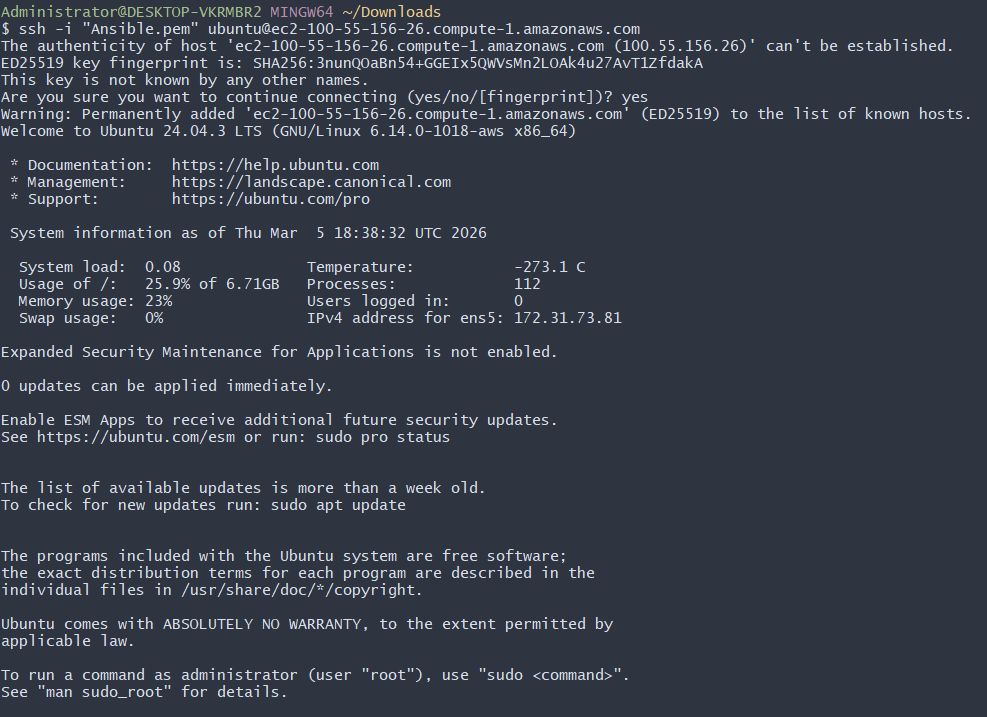 Administrator@DESKTOP-VKRMBR2 MINGW64 ~/Downloads
$ ssh -i "Ansible.pem" ubuntu@ec2-100-55-156-26.compute-1.amazonaws.com
The authenticity of host 'ec2-100-55-156-26.compute-1.amazonaws.com (100.55.156.26)' can't be established.
ED25519 key fingerprint is: SHA256:3nunQOaBn54+GGEIx5QWVsMn2LOAk4u27AvT1ZfdakA
This key is not known by any other names.
Are you sure you want to continue connecting (yes/no/[fingerprint])? yes
Warning: Permanently added 'ec2-100-55-156-26.compute-1.amazonaws.com' (ED25519) to the list of known hosts.
Welcome to Ubuntu 24.04.3 LTS (GNU/Linux 6.14.0-1018-aws x86_64)

 * Documentation:  https://help.ubuntu.com
 * Management:     https://landscape.canonical.com
 * Support:        https://ubuntu.com/pro

 System information as of Thu Mar  5 18:38:32 UTC 2026

  System load:  0.08              Temperature:           -273.1 C
  Usage of /:   25.9% of 6.71GB   Processes:             112
  Memory usage: 23%               Users logged in:       0
  Swap usage:   0%                IPv4 address for ens5: 172.31.73.81

Expanded Security Maintenance for Applications is not enabled.

0 updates can be applied immediately.

Enable ESM Apps to receive additional future security updates.
See https://ubuntu.com/esm or run: sudo pro status


The list of available updates is more than a week old.
To check for new updates run: sudo apt update


The programs included with the Ubuntu system are free software;
the exact distribution terms for each program are described in the
individual files in /usr/share/doc/*/copyright.

Ubuntu comes with ABSOLUTELY NO WARRANTY, to the extent permitted by
applicable law.

To run a command as administrator (user "root"), use "sudo <command>".
See "man sudo_root" for details.